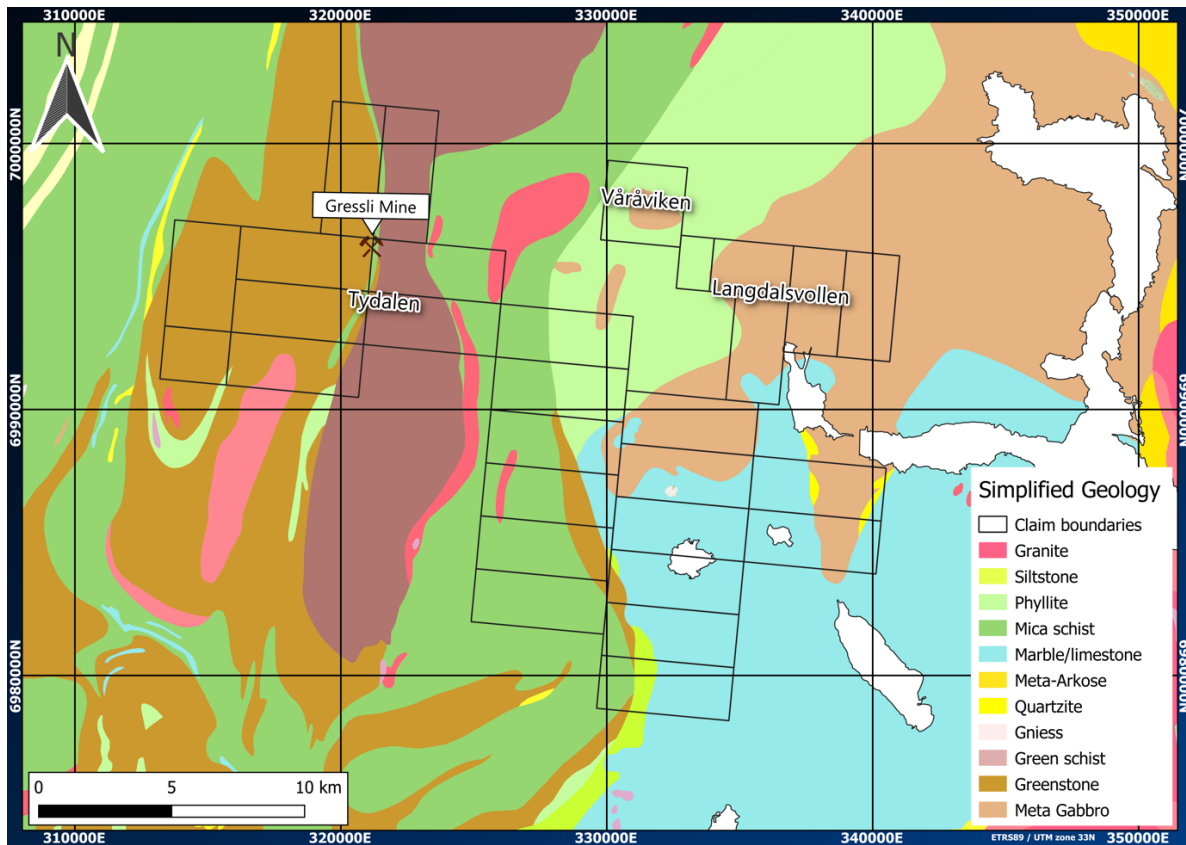 310000E
320000E
330000E
340000E
350000E
N
7000000N
7000000N
Våråviken
Gressli Mine
Tydalen
Langdalsvollen
6990000N
6990000N
Simplified Geology
Claim boundaries
Granite
Siltstone
Phyllite
Mica schist
Marble/limestone
Meta-Arkose
Quartzite
Gniess
Green schist
Greenstone
Meta Gabbro
6980000N
6980000N
0 5 10 km
310000E
320000E
330000E
340000E
350000E
ETRS89 / UTM zone 33N